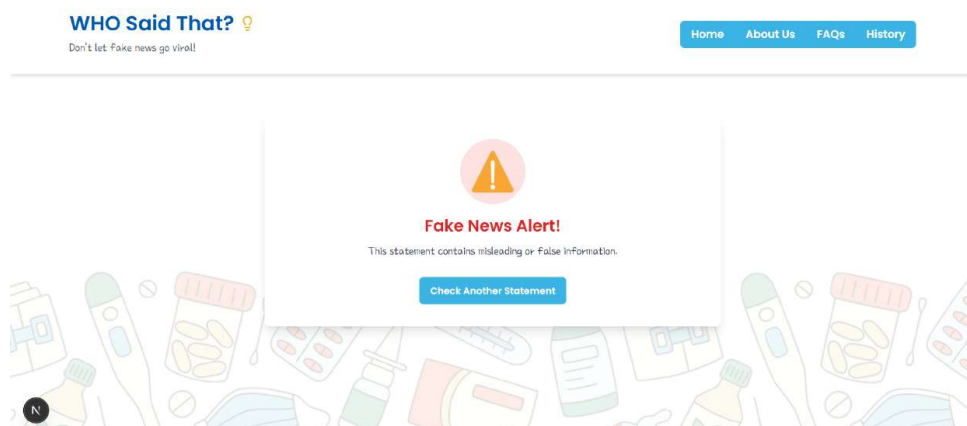 WHO Said That?
Don't let fake news go viral!
Home About Us FAQs History
Fake News Alert!
This statement contains misleading or false information.
Check Another Statement
N